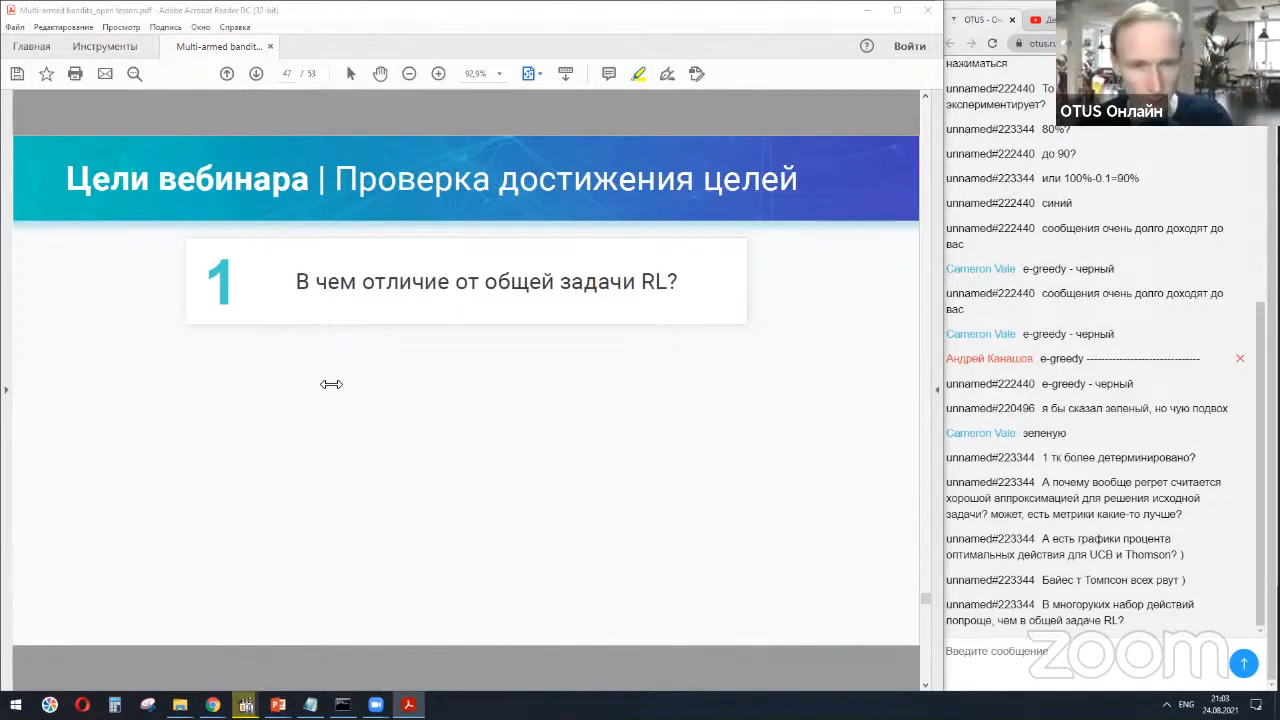 Multi-armed bandits_open lesson.pdf - Adobe Acrobat Reader DC (32-bit)
Файл Редактирование Просмотр Подпись Окно Справка
Главная Инструменты Multi-armed bandit... × Войти
47 / 53 92,9%
Цели вебинара | Проверка достижения целей
1 В чем отличие от общей задачи RL?
OTUS - On
otus.ru
OTUS Онлайн
нажиматься
unnamed#222440 То
экспериментирует?
unnamed#223344 80%?
unnamed#222440 до 90?
unnamed#223344 или 100%-0.1=90%
unnamed#222440 синий
unnamed#222440 сообщения очень долго доходят до
вас
Cameron Vale e-greedy - черный
unnamed#222440 сообщения очень долго доходят до
вас
Cameron Vale e-greedy - черный
Андрей Канашов e-greedy -------------------------------
unnamed#222440 e-greedy - черный
unnamed#220496 я бы сказал зеленый, но чую подвох
Cameron Vale зеленую
unnamed#223344 1 тк более детерминировано?
unnamed#223344 А почему вообще регрет считается
хорошой аппроксимацией для решения исходной
задачи? может, есть метрики какие-то лучше?
unnamed#223344 А есть графики процента
оптимальных действия для UCB и Thomson? )
unnamed#223344 Байес т Томпсон всех рвут )
unnamed#223344 В многоруких набор действий
попроще, чем в общей задаче RL?
Введите сообщение
zoom
ENG
21:03
24.08.2021